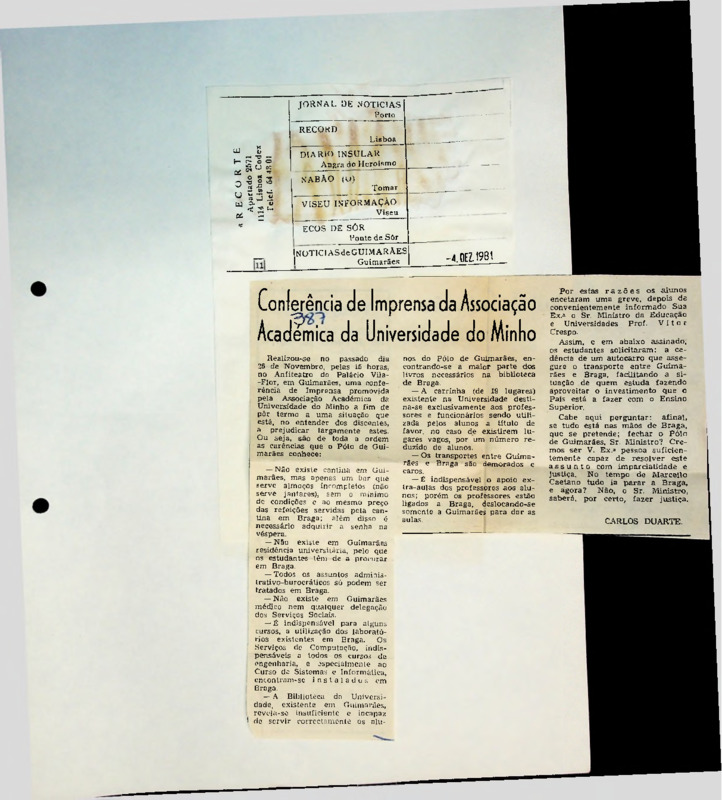 « RECORTE
Apartado 2571
1114 Lisboa Codex
Telef. 54 43 01
11
JORNAL DE NOTICIAS
Porto
RECORD
Lisboa
DIARIO INSULAR
Angra do Heroismo
NABÃO (O)
Tomar
VISEU INFORMAÇÃO
Viseu
ECOS DE SÔR
Ponte de Sôr
NOTICIAS de GUIMARÃES
Guimarães
-4. DEZ. 1981
Conferência de Imprensa da Associação
387
Académica da Universidade do Minho
Realizou-se no passado dia
26 de Novembro, pelas 15 horas,
no Anfiteatro do Palácio Vila-
-Flor, em Guimarães, uma confe-
rência de Imprensa promovida
pela Associação Académica da
Universidade do Minho a fim de
pôr termo a uma situação que
está, no entender dos discentes,
a prejudicar largamente estes.
Ou seja, são de toda a ordem
as carências que o Pólo de Gui-
marães conhece:
— Não existe cantina em Gui-
marães, mas apenas um bar que
serve almoços incompletos (não
serve jantares), sem o mínimo
de condições e ao mesmo preço
das refeições servidas pela can-
tina em Braga; além disso é
necessário adquirir a senha na
véspera.
— Não existe em Guimarães
residência universitária, pelo que
os estudantes têm de a procurar
em Braga.
— Todos os assuntos adminis-
trativo-burocráticos só podem ser
tratados em Braga.
— Não existe em Guimarães
médico nem qualquer delegação
dos Serviços Sociais.
— É indispensável para alguns
cursos, a utilização dos laborató-
rios existentes em Braga. Os
Serviços de Computação, indis-
pensáveis a todos os cursos de
engenharia, e especialmente ao
Curso de Sistemas e Informática,
encontram-se instalados em
Braga.
— A Biblioteca da Universi-
dade, existente em Guimarães,
revela-se insuficiente e incapaz
de servir correctamente os alu-
nos do Pólo de Guimarães, en-
contrando-se a maior parte dos
livros necessários na biblioteca
de Braga.
— A carrinha (de 19 lugares)
existente na Universidade desti-
na-se exclusivamente aos profes-
sores e funcionários sendo utili-
zada pelos alunos a título de
favor, no caso de existirem lu-
gares vagos, por um número re-
duzido de alunos.
— Os transportes entre Guima-
rães e Braga são demorados e
caros.
— É indispensável o apoio ex-
tra-aulas dos professores aos alu-
nos; porém os professores estão
ligados a Braga, deslocando-se
somente a Guimarães para dar as
aulas.
Por estas razões os alunos
encetaram uma greve, depois de
convenientemente informado Sua
Ex.ª o Sr. Ministro da Educação
e Universidades Prof. Vítor
Crespo.
Assim, e em abaixo assinado,
os estudantes solicitaram: a ca-
dência de um autocarro que asse-
gure o transporte entre Guima-
rães e Braga, facilitando a si-
tuação de quem estuda fazendo
aproveitar o investimento que o
País está a fazer com o Ensino
Superior.
Cabe aqui perguntar: afinal,
se tudo está nas mãos de Braga,
que se pretende; fechar o Pólo
de Guimarães, Sr. Ministro? Cre-
mos ser V. Ex.ª pessoa suficien-
temente capaz de resolver este
assunto com imparcialidade e
justiça. No tempo de Marcello
Caetano tudo ia parar a Braga,
e agora? Não, o Sr. Ministro,
saberá, por certo, fazer justiça.
CARLOS DUARTE.